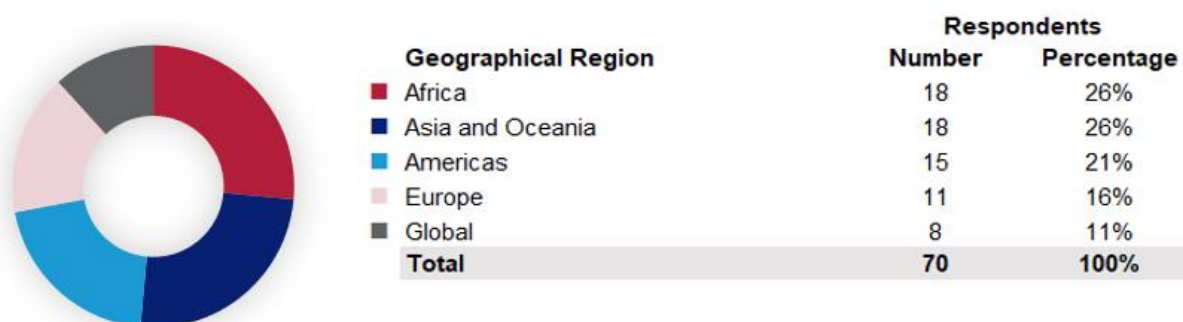 Respondents
Geographical Region Number Percentage
Africa 18 26%
Asia and Oceania 18 26%
Americas 15 21%
Europe 11 16%
Global 8 11%
Total 70 100%